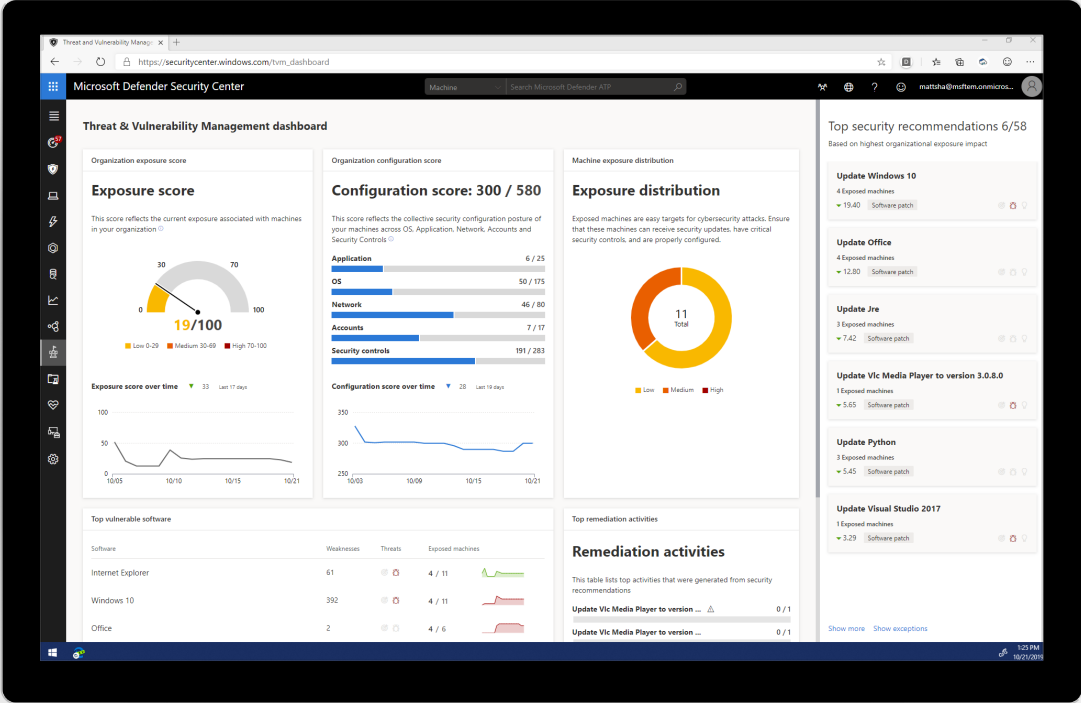 Threat and Vulnerability Manage
https://securitycenter.windows.com/tvm_dashboard
Microsoft Defender Security Center
Machine
Search Microsoft Defender ATP
mattsha@msftem.onmicros...
57
Threat & Vulnerability Management dashboard
Organization exposure score
Exposure score
This score reflects the current exposure associated with machines
in your organization
30
70
0
100
19/100
Low 0-29
Medium 30-69
High 70-100
Exposure score over time
33
Last 17 days
100
50
0
10/05
10/10
10/15
10/21
Organization configuration score
Configuration score: 300 / 580
This score reflects the collective security configuration posture of
your machines across OS, Application, Network, Accounts and
Security Controls
Application 6 / 25
OS 50 / 175
Network 46 / 80
Accounts 7 / 17
Security controls 191 / 283
Configuration score over time
28
Last 19 days
350
300
250
10/03
10/09
10/15
10/21
Machine exposure distribution
Exposure distribution
Exposed machines are easy targets for cybersecurity attacks. Ensure
that these machines can receive security updates, have critical
security controls, and are properly configured.
11
Total
Low
Medium
High
Top vulnerable software
Software Weaknesses Threats Exposed machines
Internet Explorer 61 4 / 11
Windows 10 392 4 / 11
Office 2 4 / 6
Top remediation activities
Remediation activities
This table lists top activities that were generated from security
recommendations
Update Vlc Media Player to version ... 0 / 1
Update Vlc Media Player to version ... 0 / 1
Top security recommendations 6/58
Based on highest organizational exposure impact
Update Windows 10
4 Exposed machines
19.40 Software patch
Update Office
4 Exposed machines
12.80 Software patch
Update Jre
3 Exposed machines
7.42 Software patch
Update Vlc Media Player to version 3.0.8.0
1 Exposed machines
5.65 Software patch
Update Python
3 Exposed machines
5.45 Software patch
Update Visual Studio 2017
1 Exposed machines
3.29 Software patch
Show more
Show exceptions
1:25 PM
10/21/2019